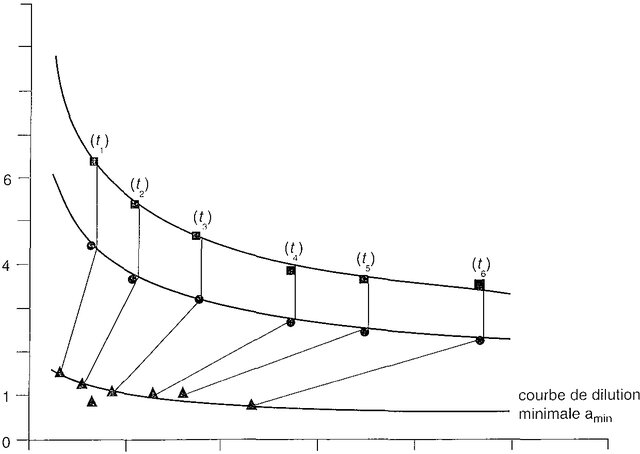 (t₁)
(t₂)
(t₃)
6
(t₄)
(t₅)
(t₆)
4
1
courbe de dilution
minimale aₘᵢₙ
0